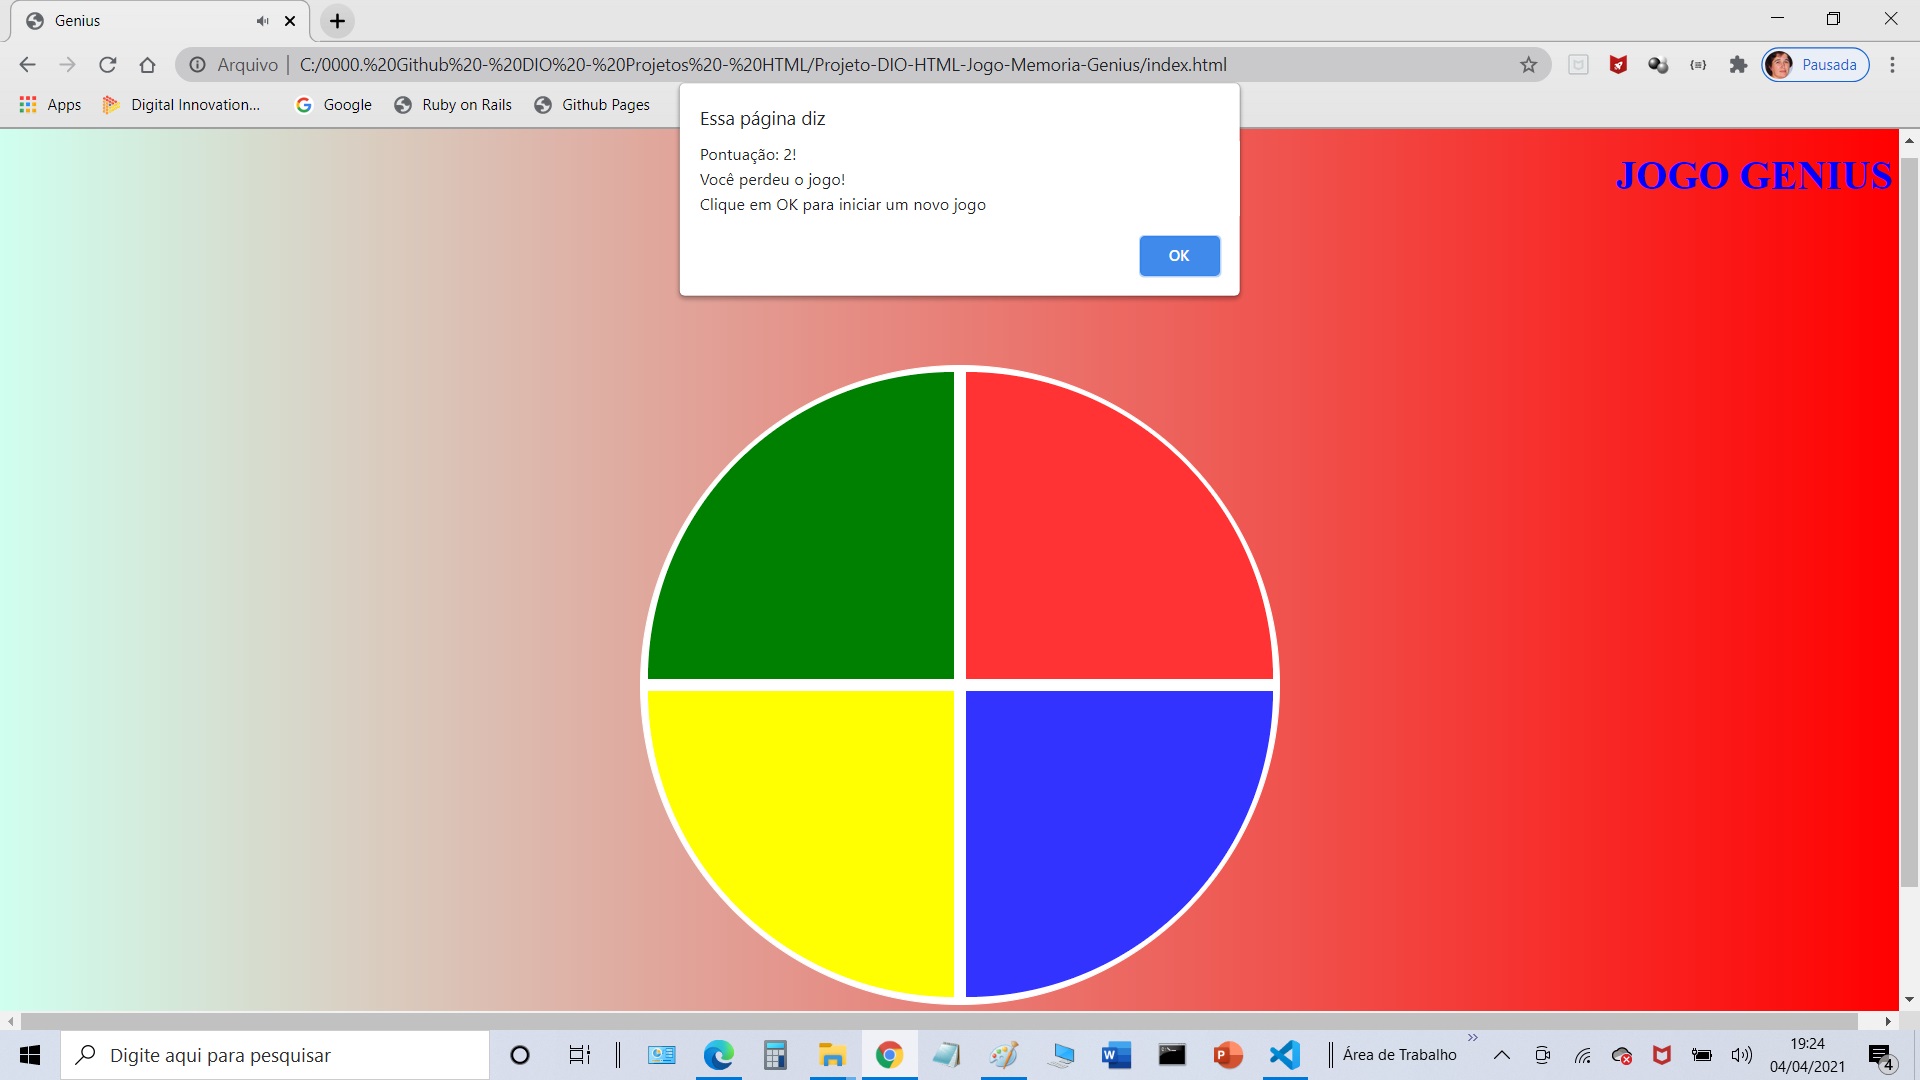 Genius
Arquivo | C:/0000.%20Github%20-%20DIO%20-%20Projetos%20-%20HTML/Projeto-DIO-HTML-Jogo-Memoria-Genius/index.html
Pausada
Apps
Digital Innovation...
Google
Ruby on Rails
Github Pages
Essa página diz
Pontuação: 2!
Você perdeu o jogo!
Clique em OK para iniciar um novo jogo
OK
JOGO GENIUS
Digite aqui para pesquisar
Área de Trabalho
19:24
04/04/2021
4